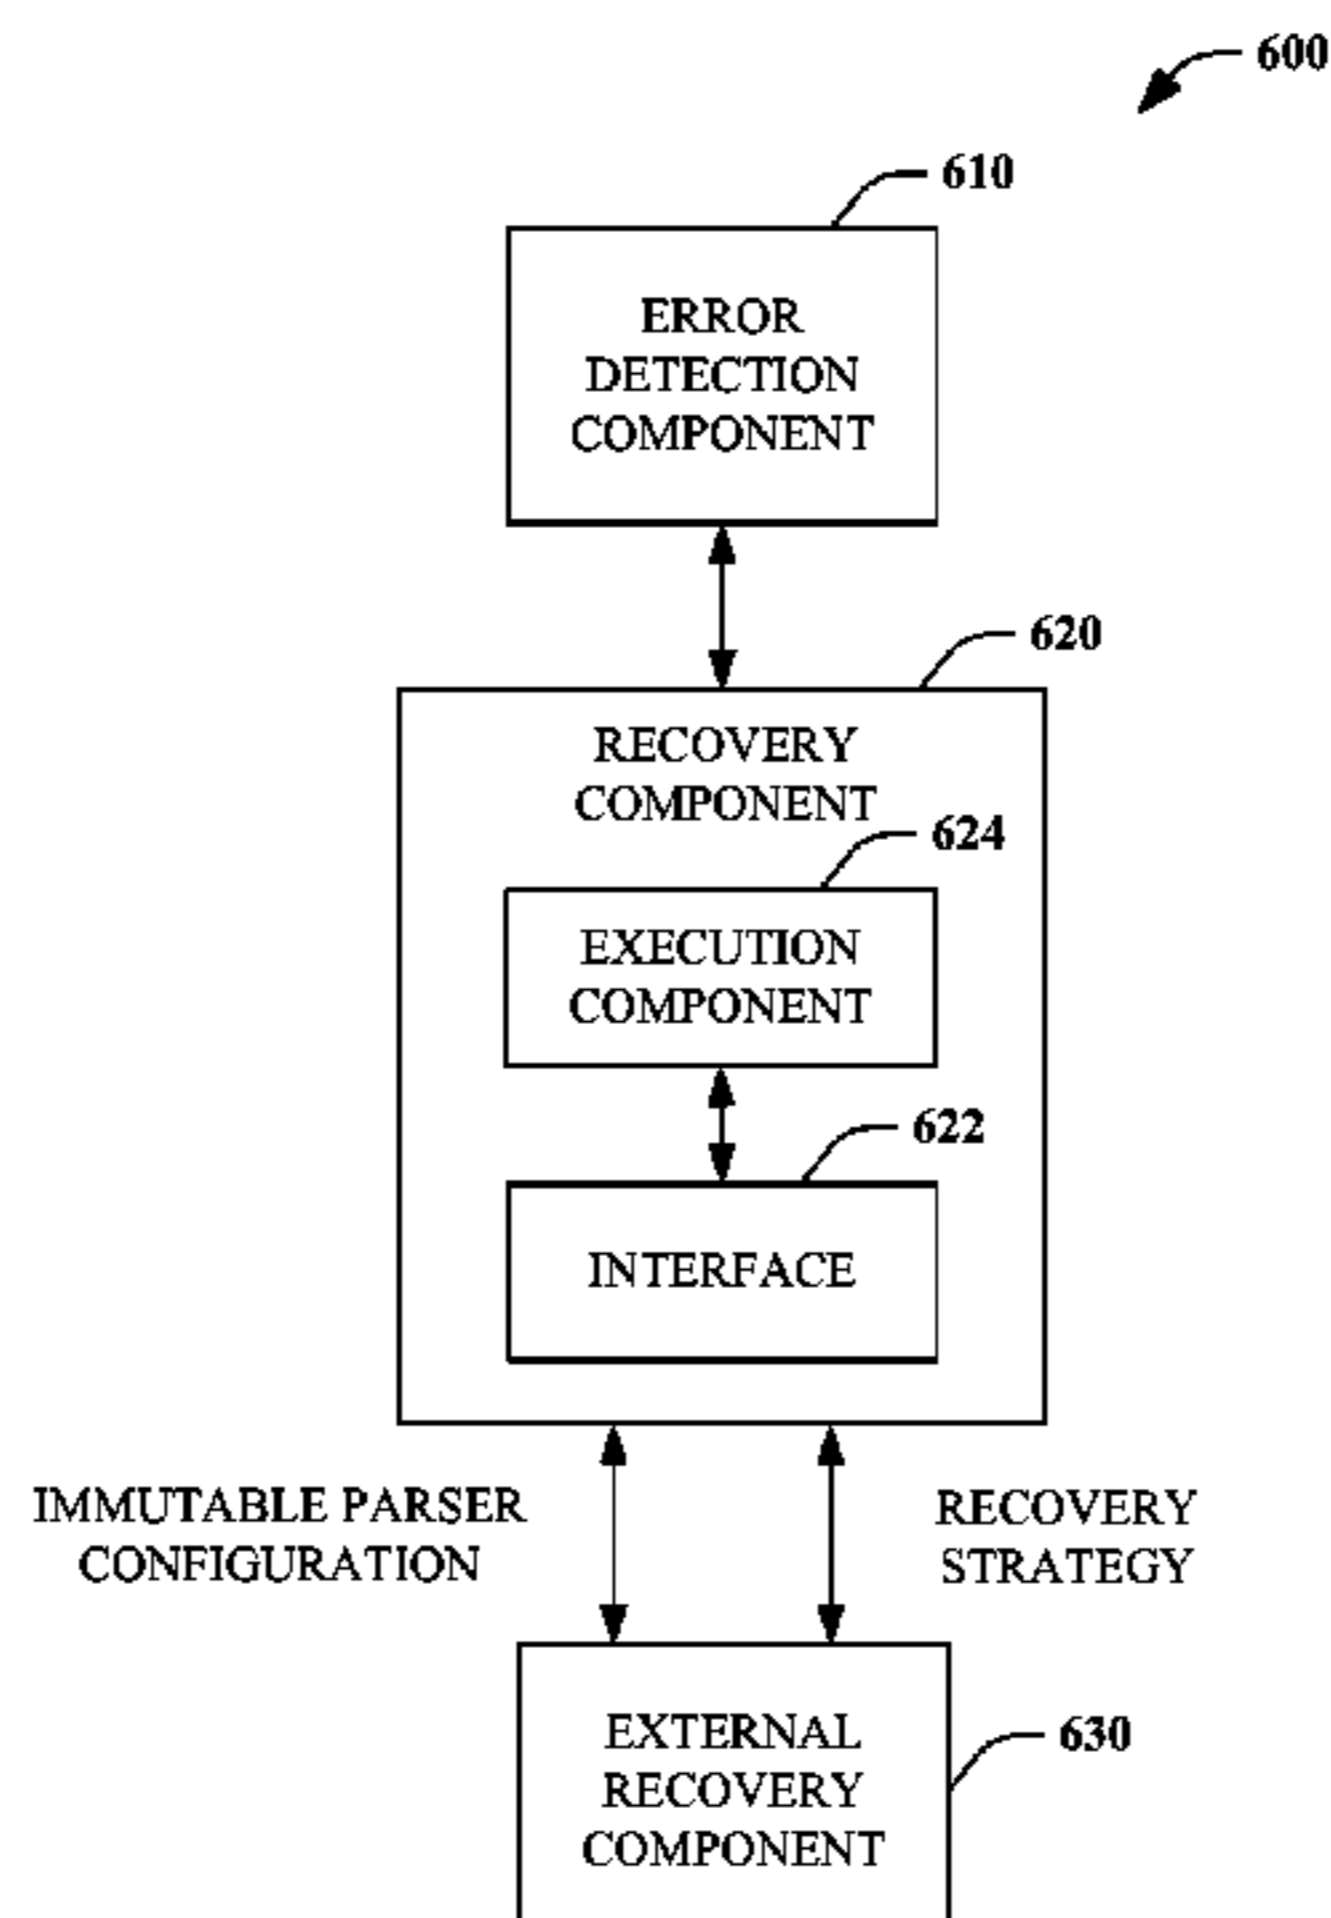 600
610
ERROR
DETECTION
COMPONENT
620
RECOVERY
COMPONENT
624
EXECUTION
COMPONENT
622
INTERFACE
IMMUTABLE PARSER
CONFIGURATION
RECOVERY
STRATEGY
EXTERNAL
RECOVERY
COMPONENT
630